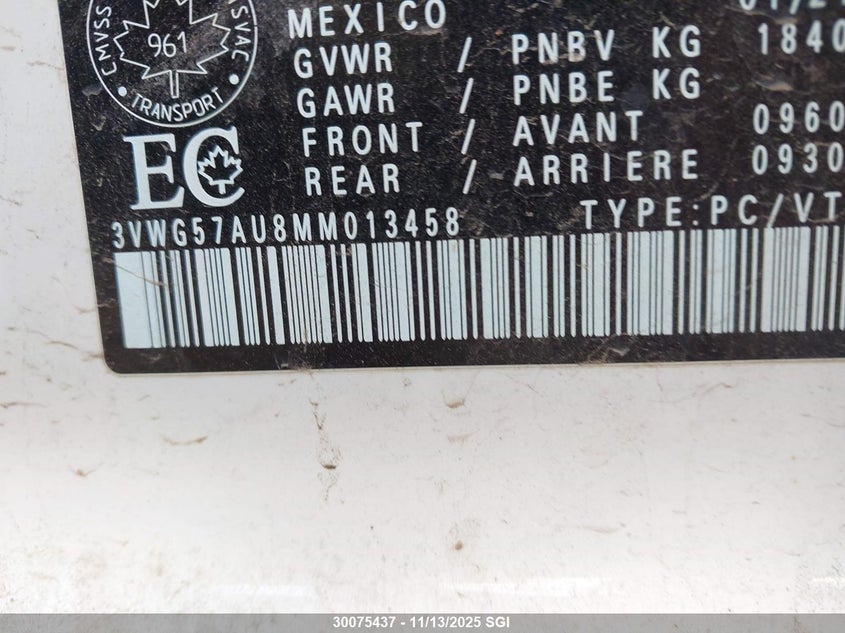 CMVSS NSVAC
961
TRANSPORT
EC
MEXICO
GVWR / PNBV KG 1840
GAWR / PNBE KG
FRONT / AVANT 0960
REAR / ARRIERE 0930
3VWG57AU8MM013458 TYPE:PC/VT
30075437 - 11/13/2025 SGI